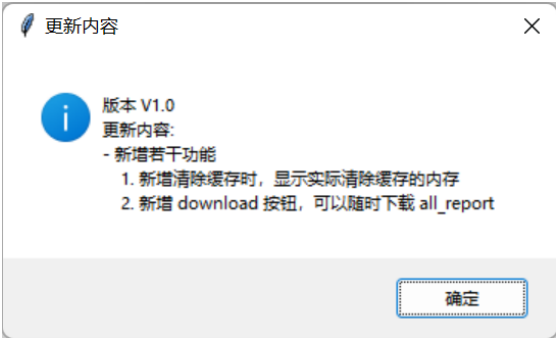 更新内容
版本 V1.0
更新内容:
- 新增若干功能
1. 新增清除缓存时，显示实际清除缓存的内存
2. 新增 download 按钮，可以随时下载 all_report
确定